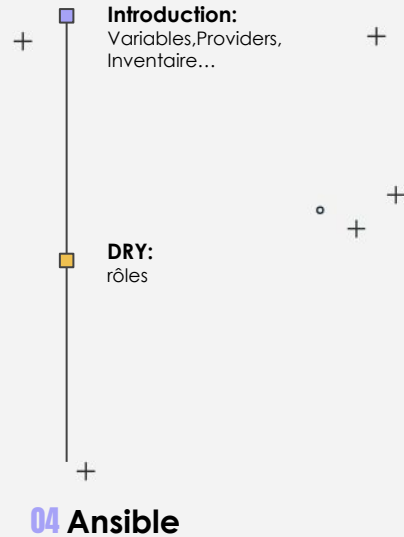 Introduction:
Variables,Providers,
Inventaire…
DRY:
rôles
04 Ansible